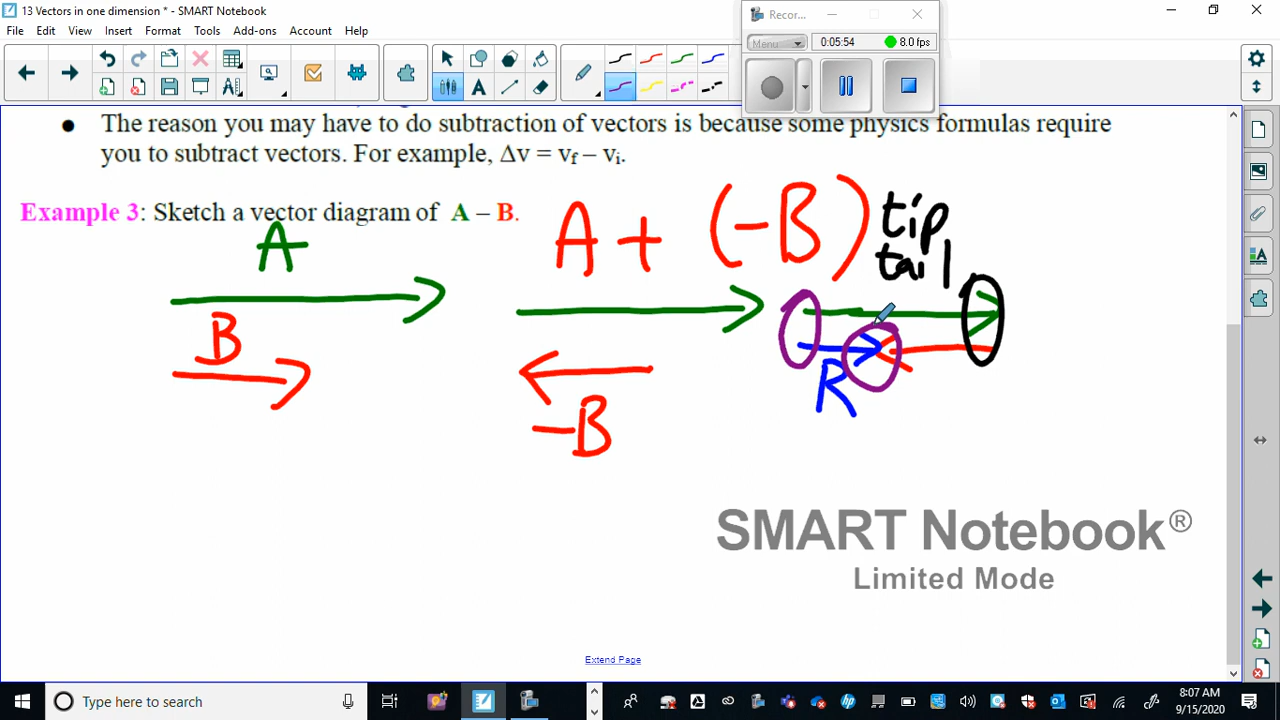 13 Vectors in one dimension * - SMART Notebook
Recor...
File Edit View Insert Format Tools Add-ons Account Help
Menu
0:05:54
8.0 fps
The reason you may have to do subtraction of vectors is because some physics formulas require
you to subtract vectors. For example, Δv = vf – vi.
Example 3: Sketch a vector diagram of A – B.
A
A + (-B)
tip
tail
B
R
-B
SMART Notebook®
Limited Mode
Extend Page
Type here to search
8:07 AM
9/15/2020